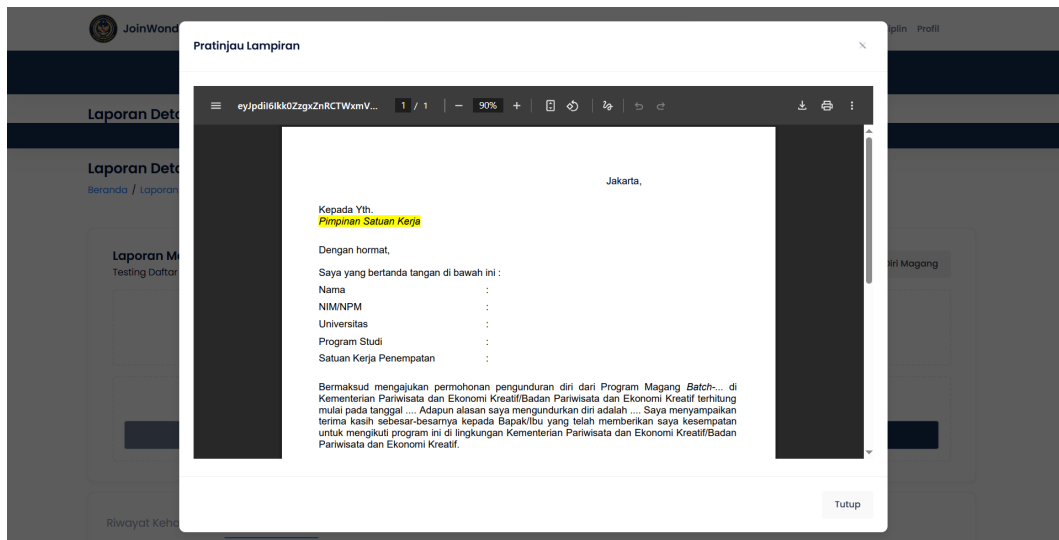 JoinWond
iplin Profil
Pratinjau Lampiran
Laporan Deta
eyJpdiI6Ikk0ZzgxZnRCTWxmV... 1 / 1 90%
Laporan Deta
Beranda / Laporan
Jakarta,
Kepada Yth.
Pimpinan Satuan Kerja
Dengan hormat,
Laporan Ma
Testing Daftar
Diri Magang
Saya yang bertanda tangan di bawah ini :
Nama :
NIM/NPM :
Universitas :
Program Studi :
Satuan Kerja Penempatan :
Bermaksud mengajukan permohonan pengunduran diri dari Program Magang Batch-... di
Kementerian Pariwisata dan Ekonomi Kreatif/Badan Pariwisata dan Ekonomi Kreatif terhitung
mulai pada tanggal .... Adapun alasan saya mengundurkan diri adalah .... Saya menyampaikan
terima kasih sebesar-besarnya kepada Bapak/Ibu yang telah memberikan saya kesempatan
untuk mengikuti program ini di lingkungan Kementerian Pariwisata dan Ekonomi Kreatif/Badan
Pariwisata dan Ekonomi Kreatif.
Tutup
Riwayat Keha